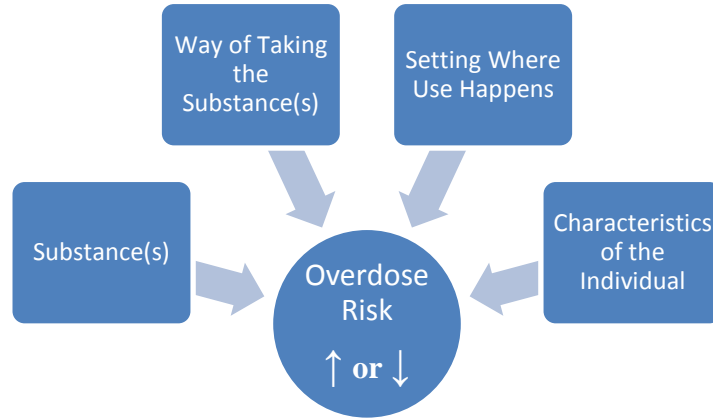 Way of Taking
the
Substance(s)
Setting Where
Use Happens
Substance(s)
Characteristics
of the
Individual
Overdose
Risk
↑ or ↓